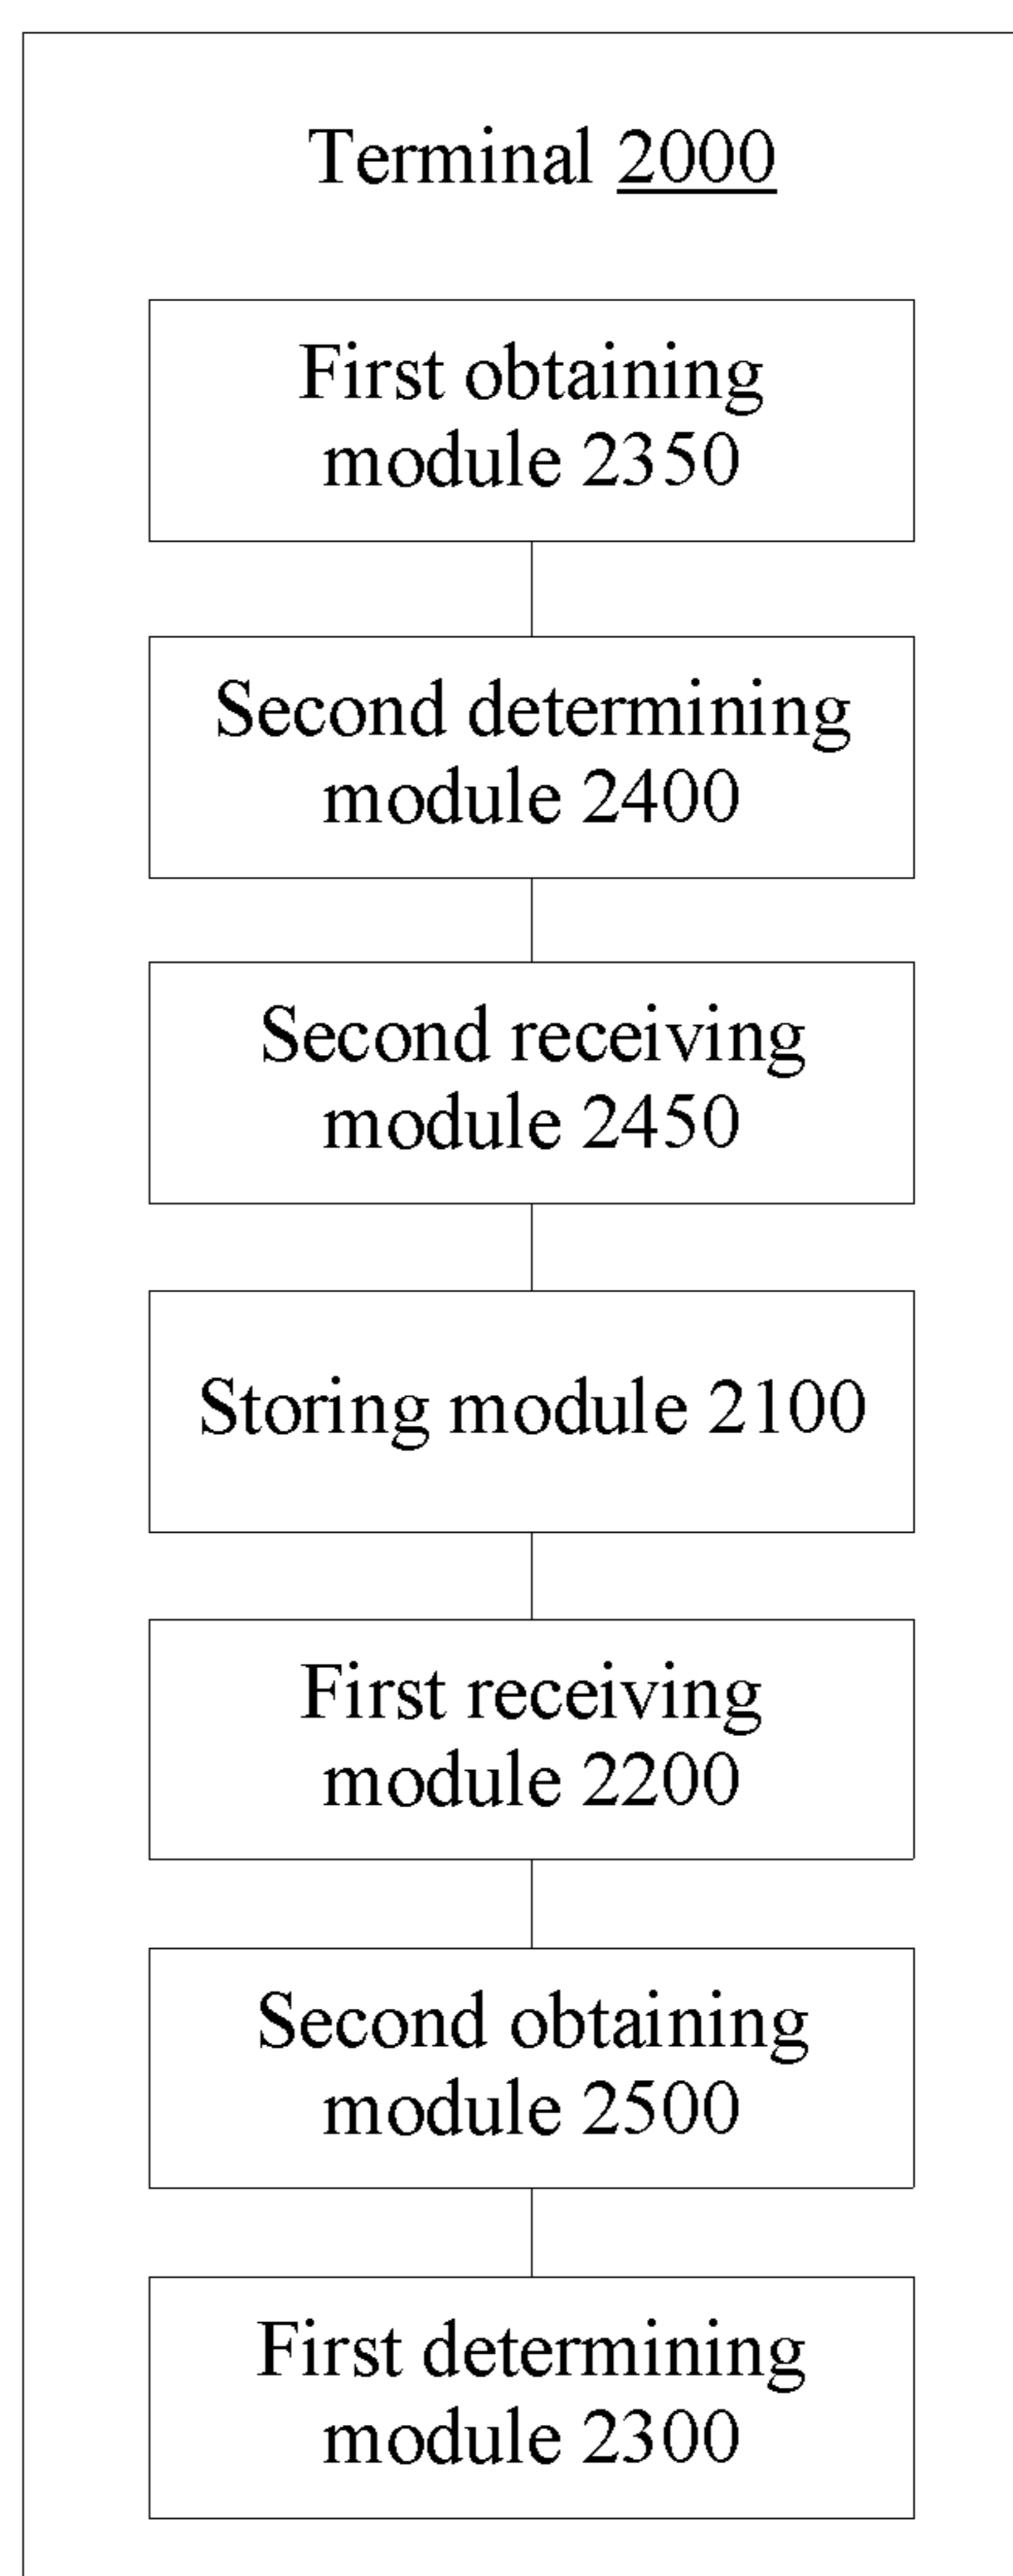 Terminal 2000
First obtaining
module 2350
Second determining
module 2400
Second receiving
module 2450
Storing module 2100
First receiving
module 2200
Second obtaining
module 2500
First determining
module 2300